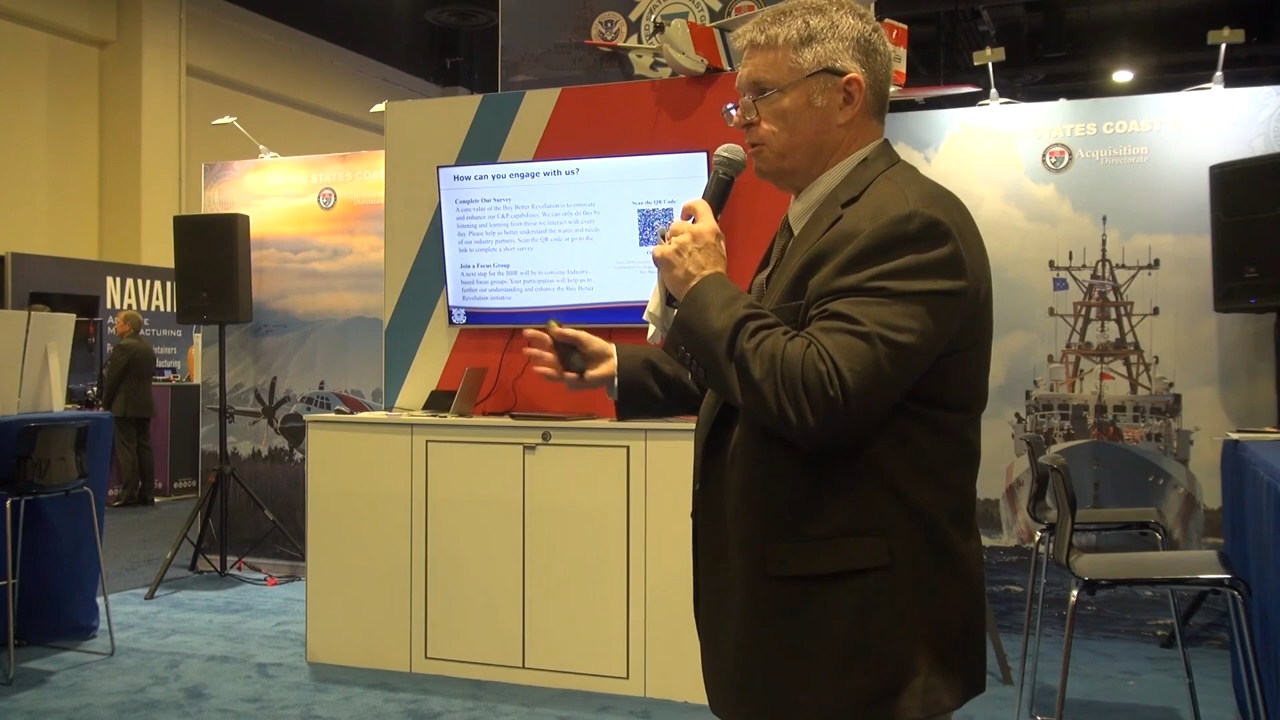 STATES COAST
STATES COAST
Acquisition
Directorate
NAVAI
MANUFACTURING
How can you engage with us?
Complete Our Survey
A core value of the Buy Better Revolution is to innovate
and enhance our C&P capabilities. We can only do this by
listening and learning from those we interact with every
day. Please help us better understand the wants and needs
of our industry partners. Scan the QR code or go to the
link to complete a short survey.
Scan the QR Code
Join a Focus Group
A next step for the BBR will be to convene Industry-
based focus groups. Your participation will help us to
further our understanding and enhance the Buy Better
Revolution initiative.